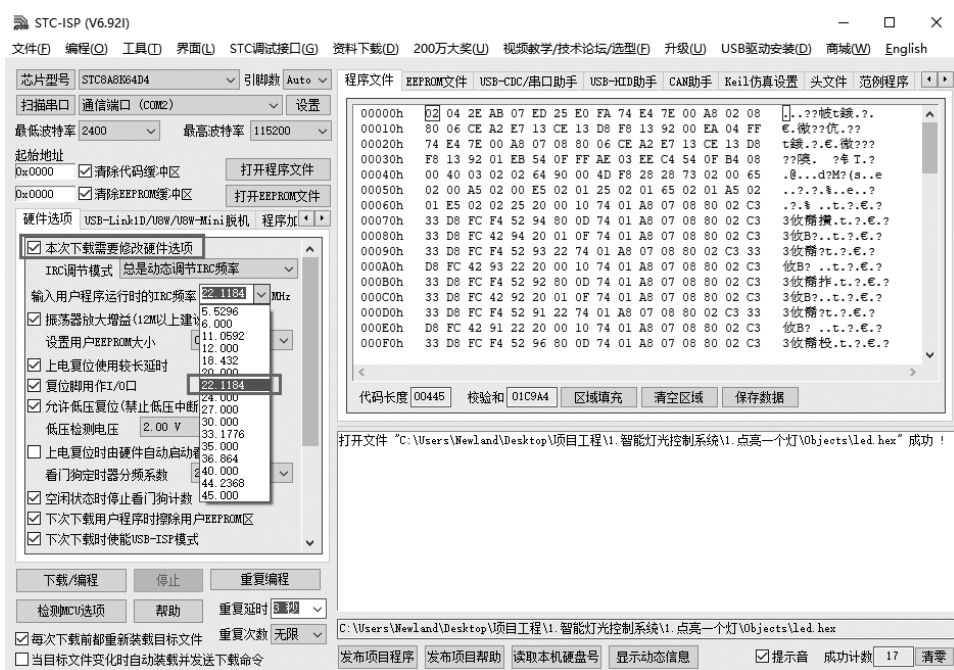 STC-ISP (V6.92I)
文件(F) 编程(O) 工具(T) 界面(L) STC调试接口(G) 资料下载(D) 200万大奖(U) 视频教学/技术论坛/选型(F) 升级(U) USB驱动安装(D) 商城(W) English
芯片型号 STC8A8K64D4 引脚数 Auto
扫描串口 通信端口 (COM2) 设置
最低波特率 2400 最高波特率 115200
起始地址
0x0000 清除代码缓冲区 打开程序文件
0x0000 清除EEPROM缓冲区 打开EEPROM文件
硬件选项 USB-Link1D/U8W/U8W-Mini脱机 程序加
本次下载需要修改硬件选项
IRC调节模式 总是动态调节IRC频率
输入用户程序运行时的IRC频率 22.1184 MHz
5.5296
振荡器放大增益(12M以上建议 6.000
11.0592
设置用户EEPROM大小 12.000
18.432
上电复位使用较长延时 20.000
复位脚用作I/O口 22.1184
24.000
允许低压复位(禁止低压中断 27.000
30.000
低压检测电压 2.00 V 33.1776
35.000
上电复位时由硬件自动启动看 36.864
看门狗定时器分频系数 2 40.000
44.2368
空闲状态时停止看门狗计数 45.000
下次下载用户程序时擦除用户EEPROM区
下次下载时使能USB-ISP模式
下载/编程 停止 重复编程
检测MCU选项 帮助 重复延时 3 秒
每次下载前都重新装载目标文件 重复次数 无限
当目标文件变化时自动装载并发送下载命令
程序文件 EEPROM文件 USB-CDC/串口助手 USB-HID助手 CAN助手 Keil仿真设置 头文件 范例程序
00000h 02 04 2E AB 07 ED 25 E0 FA 74 E4 7E 00 A8 02 08
00010h 80 06 CE A2 E7 13 CE 13 D8 F8 13 92 00 EA 04 FF
00020h 74 E4 7E 00 A8 07 08 80 06 CE A2 E7 13 CE 13 D8
00030h F8 13 92 01 EB 54 0F FF AE 03 EE C4 54 0F B4 08
00040h 00 40 03 02 02 64 90 00 4D F8 28 28 73 02 00 65 .@...d?M?(s..e
00050h 02 00 A5 02 00 E5 02 01 25 02 01 65 02 01 A5 02 ..?.?.%..e..?
00060h 01 E5 02 02 25 20 00 10 74 01 A8 07 08 80 02 C3 .?.% ..t.?.€.?
00070h 33 D8 FC F4 52 94 80 0D 74 01 A8 07 08 80 02 C3
00080h 33 D8 FC 42 94 20 01 0F 74 01 A8 07 08 80 02 C3 3攸B?..t.?.€.?
00090h 33 D8 FC F4 52 93 22 74 01 A8 07 08 80 02 C3 33
000A0h D8 FC 42 93 22 20 00 10 74 01 A8 07 08 80 02 C3 攸B? ..t.?.€.?
000B0h 33 D8 FC F4 52 92 80 0D 74 01 A8 07 08 80 02 C3
000C0h 33 D8 FC 42 92 20 01 0F 74 01 A8 07 08 80 02 C3 3攸B?..t.?.€.?
000D0h 33 D8 FC F4 52 91 22 74 01 A8 07 08 80 02 C3 33
000E0h D8 FC 42 91 22 20 00 10 74 01 A8 07 08 80 02 C3 攸B? ..t.?.€.?
000F0h 33 D8 FC F4 52 96 80 0D 74 01 A8 07 08 80 02 C3
代码长度 00445 校验和 01C9A4 区域填充 清空区域 保存数据
打开文件 "C:\Users\Newland\Desktop\项目工程\1.智能灯光控制系统\1.点亮一个灯\Objects\led.hex" 成功 !
C:\Users\Newland\Desktop\项目工程\1.智能灯光控制系统\1.点亮一个灯\Objects\led.hex
发布项目程序 发布项目帮助 读取本机硬盘号 显示动态信息 提示音 成功计数 17 清零